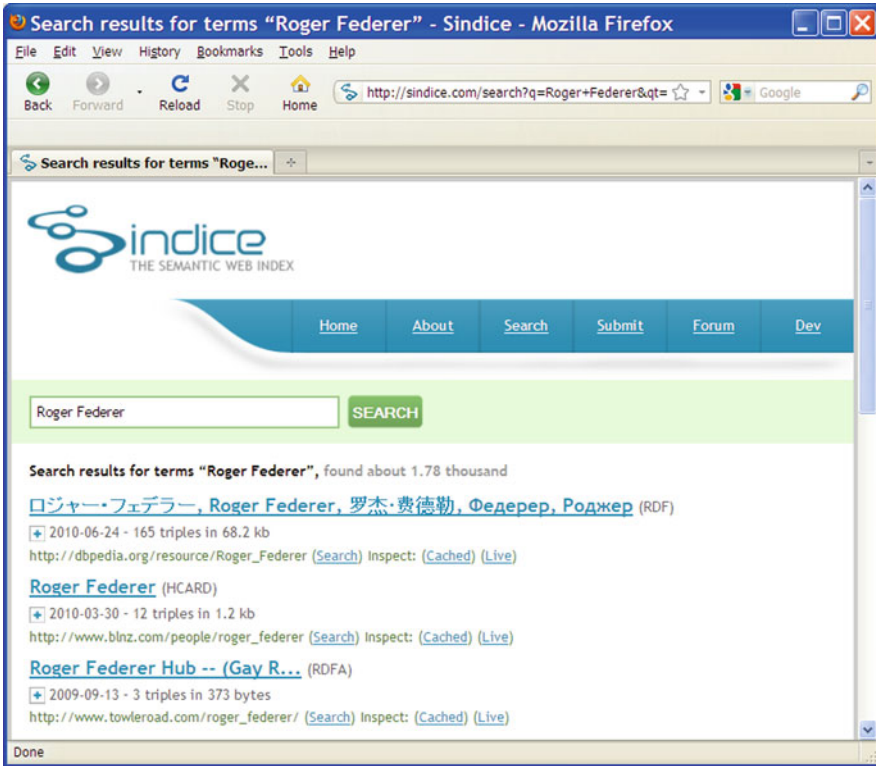 Search results for terms “Roger Federer” - Sindice - Mozilla Firefox
File Edit View History Bookmarks Tools Help
Back Forward Reload Stop Home http://sindice.com/search?q=Roger+Federer&qt= Google
Search results for terms "Roge...
Sindice
THE SEMANTIC WEB INDEX
Home About Search Submit Forum Dev
Roger Federer SEARCH
Search results for terms “Roger Federer”, found about 1.78 thousand
ロジャー・フェデラー, Roger Federer, 罗杰·费德勒, Федерер, Роджер (RDF)
+ 2010-06-24 - 165 triples in 68.2 kb
http://dbpedia.org/resource/Roger_Federer (Search) Inspect: (Cached) (Live)
Roger Federer (HCARD)
+ 2010-03-30 - 12 triples in 1.2 kb
http://www.blnz.com/people/roger_federer (Search) Inspect: (Cached) (Live)
Roger Federer Hub -- (Gay R... (RDFA)
+ 2009-09-13 - 3 triples in 373 bytes
http://www.towleroad.com/roger_federer/ (Search) Inspect: (Cached) (Live)
Done